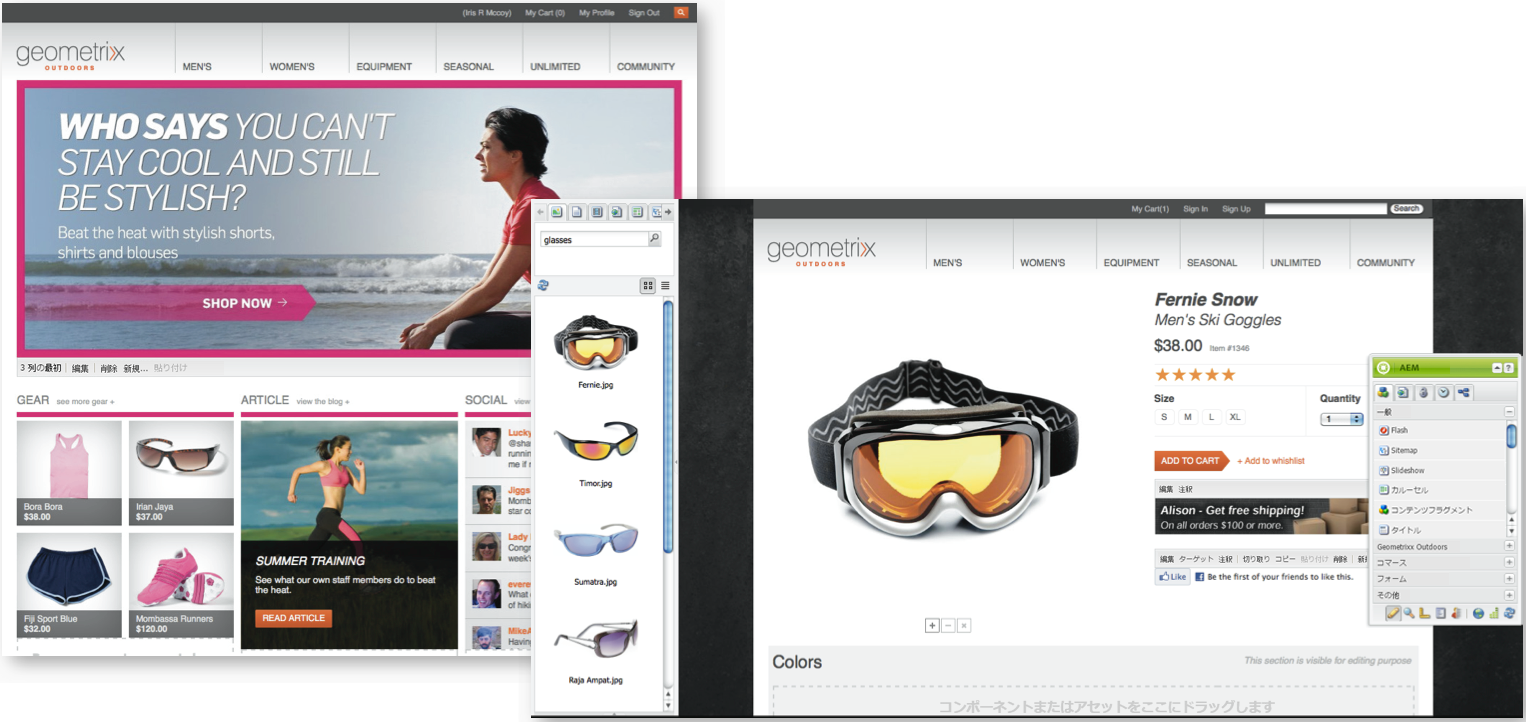 (Iris R Mccoy) My Cart (0) My Profile Sign Out
geometrixx
OUTDOORS
MEN'S WOMEN'S EQUIPMENT SEASONAL UNLIMITED COMMUNITY
WHO SAYS YOU CAN'T
STAY COOL AND STILL
BE STYLISH?
Beat the heat with stylish shorts,
shirts and blouses
SHOP NOW →
3 列の最初 | 編集 | 削除 新規... 貼り付け
GEAR see more gear +
Bora Bora
$38.00
Irian Jaya
$37.00
Fiji Sport Blue
$32.00
Mombassa Runners
$120.00
ARTICLE view the blog +
SUMMER TRAINING
See what our own staff members do to beat
the heat.
READ ARTICLE
SOCIAL view
Lucky
@sha
runnin
me if r
Jiggs
Momb
star co
Lady
Congr
week's
evere
What
of hiki
MikeA
Having
glasses
Fernie.jpg
Timor.jpg
Sumatra.jpg
Raja Ampat.jpg
My Cart(1) Sign In Sign Up Search
geometrixx
OUTDOORS
MEN'S WOMEN'S EQUIPMENT SEASONAL UNLIMITED COMMUNITY
Fernie Snow
Men's Ski Goggles
$38.00 Item #1346
Size
S M L XL
Quantity
1
ADD TO CART + Add to whishlist
編集 注釈
Alison - Get free shipping!
On all orders $100 or more.
編集 ターゲット 注釈 | 切り取り コピー 貼り付け 削除 | 新規
Like Be the first of your friends to like this.
Colors
This section is visible for editing purpose
コンポーネントまたはアセットをここにドラッグします
AEM
一般
Flash
Sitemap
Slideshow
カルーセル
コンテンツフラグメント
タイトル
Geometrixx Outdoors
コマース
フォーム
その他